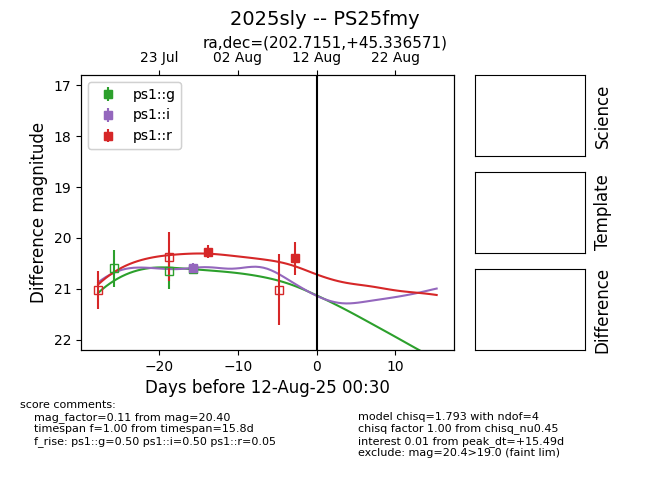 2025sly -- PS25fmy
ra,dec=(202.7151,+45.336571)
23 Jul 02 Aug 12 Aug 22 Aug
17
18
19
20
21
22
Difference magnitude
ps1::g
ps1::i
ps1::r
−20 −10 0 10
Days before 12-Aug-25 00:30
Science
Template
Difference
score comments:
mag_factor=0.11 from mag=20.40
timespan f=1.00 from timespan=15.8d
f_rise: ps1::g=0.50 ps1::i=0.50 ps1::r=0.05
model chisq=1.793 with ndof=4
chisq factor 1.00 from chisq_nu0.45
interest 0.01 from peak_dt=+15.49d
exclude: mag=20.4>19.0 (faint lim)